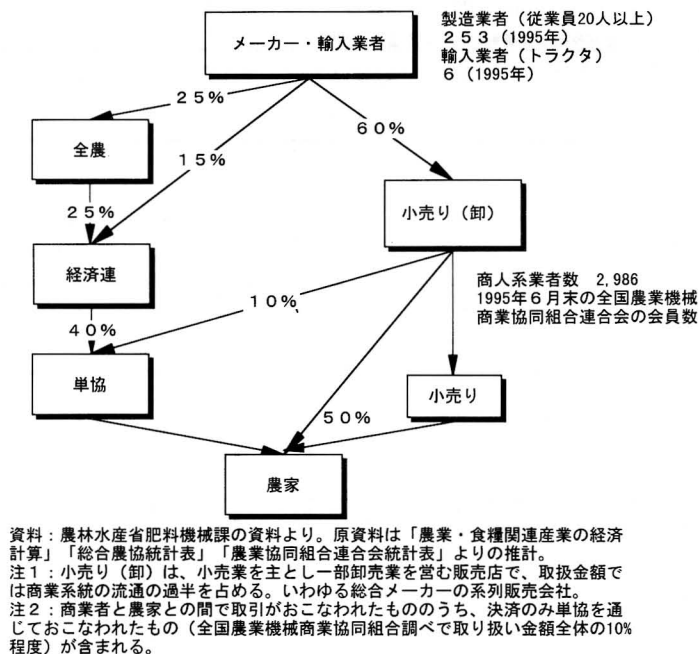 メーカー・輸入業者
製造業者（従業員20人以上）
２５３（1995年）
輸入業者（トラクタ）
６（1995年）
２５％
６０％
全農
１５％
小売り（卸）
２５％
経済連
商人系業者数　2,986
1995年６月末の全国農業機械
商業協同組合連合会の会員数
１０％
４０％
単協
小売り
５０％
農家
資料：農林水産省肥料機械課の資料より。原資料は「農業・食糧関連産業の経済
計算」「総合農協統計表」「農業協同組合連合会統計表」よりの推計。
注１：小売り（卸）は、小売業を主とし一部卸売業を営む販売店で、取扱金額で
は商業系統の流通の過半を占める。いわゆる総合メーカーの系列販売会社。
注２：商業者と農家との間で取引がおこなわれたもののうち、決済のみ単協を通
じておこなわれたもの（全国農業機械商業協同組合調べで取り扱い金額全体の10%
程度）が含まれる。